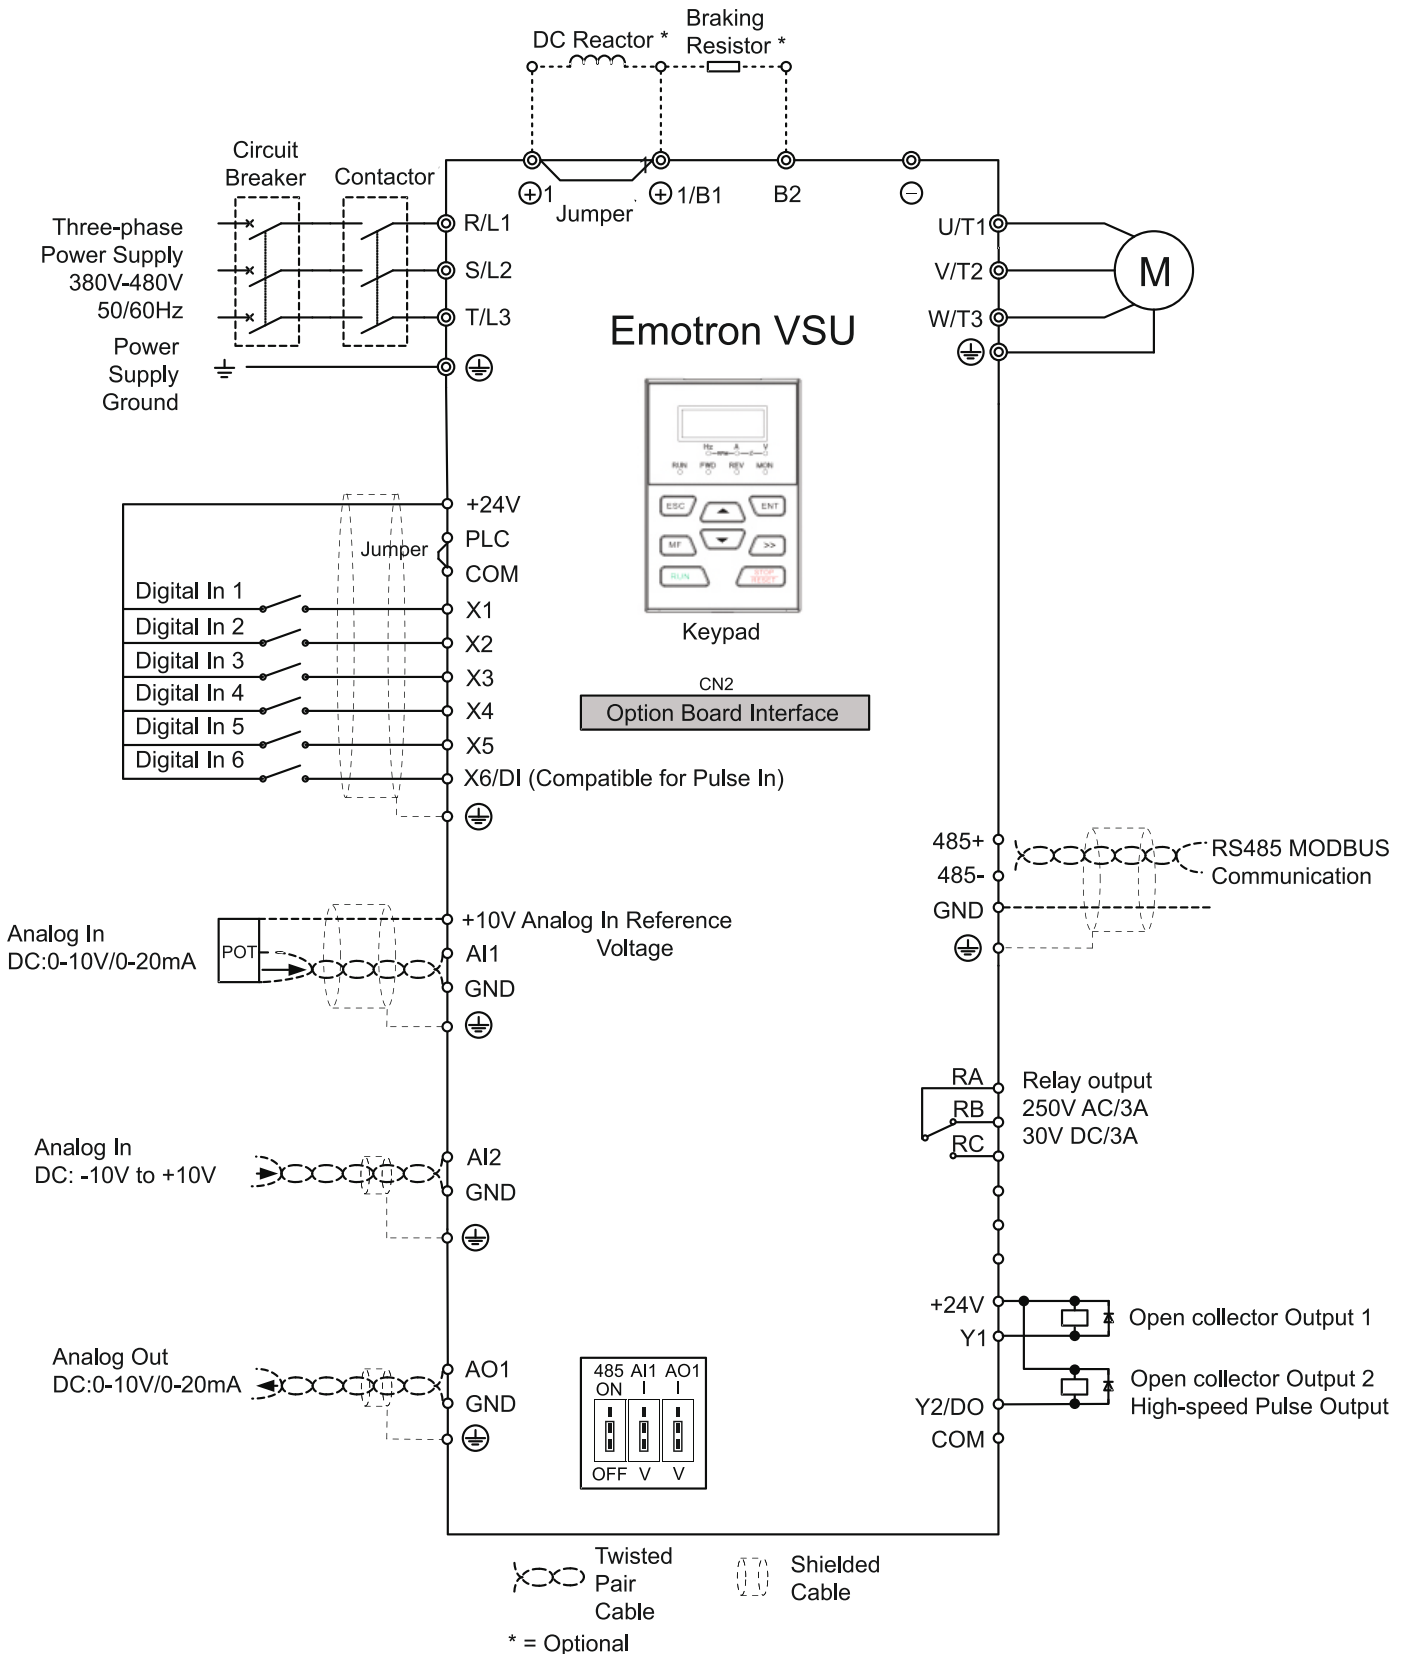 Braking
DC Reactor *
Resistor *
Circuit
Breaker
Contactor
1
Jumper
1/B1
B2
Three-phase
Power Supply
380V-480V
50/60Hz
R/L1
S/L2
T/L3
U/T1
V/T2
W/T3
M
Power
Supply
Ground
Emotron VSU
Hz A V
RUN FWD REV MON
ESC
ENT
MF
>>
RUN
STOP
Keypad
CN2
Option Board Interface
+24V
PLC
Jumper
COM
Digital In 1
X1
Digital In 2
X2
Digital In 3
X3
Digital In 4
X4
Digital In 5
X5
Digital In 6
X6/DI (Compatible for Pulse In)
485+
485-
GND
RS485 MODBUS
Communication
Analog In
DC:0-10V/0-20mA
POT
+10V Analog In Reference
Voltage
AI1
GND
RA
RB
RC
Relay output
250V AC/3A
30V DC/3A
Analog In
DC: -10V to +10V
AI2
GND
+24V
Y1
Open collector Output 1
Y2/DO
COM
Open collector Output 2
High-speed Pulse Output
Analog Out
DC:0-10V/0-20mA
AO1
GND
485 AI1 AO1
ON I I
OFF V V
Twisted
Pair
Cable
Shielded
Cable
* = Optional